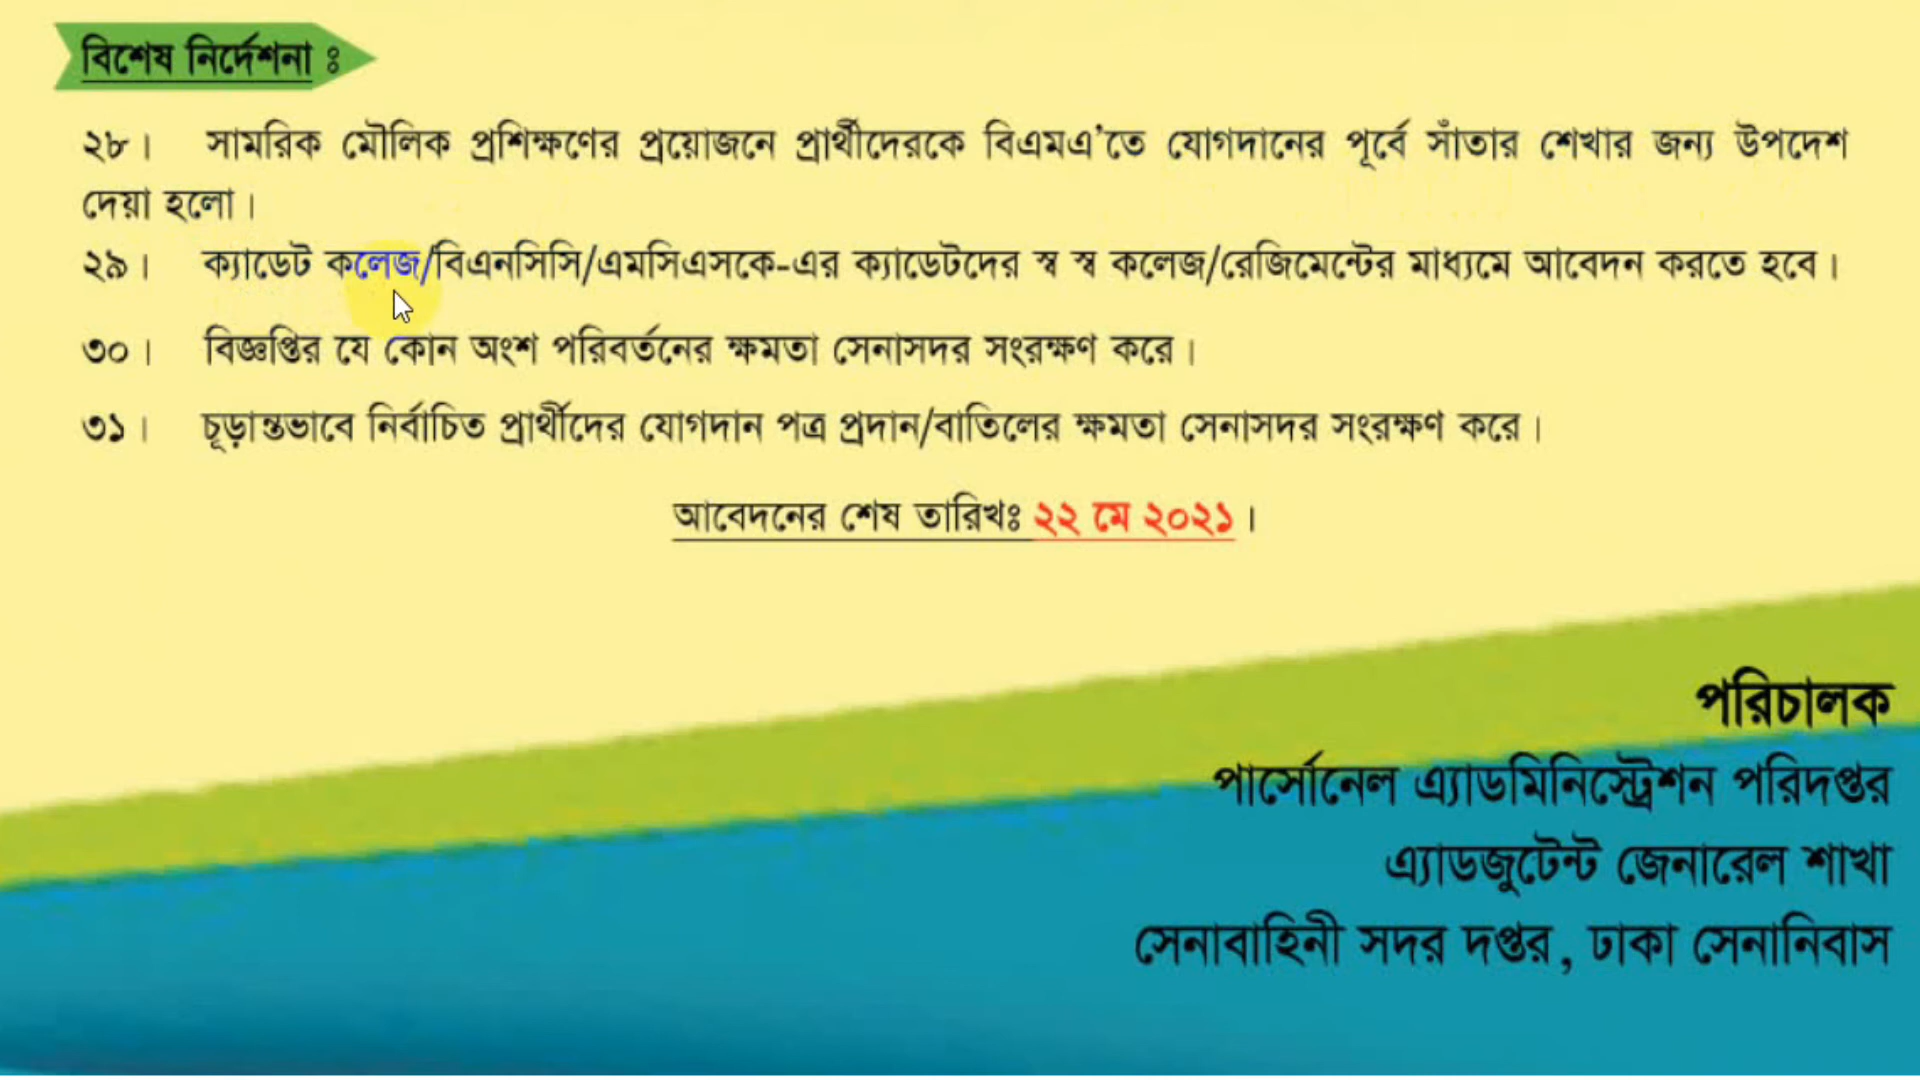 বিশেষ নির্দেশনা ঃ
২৮। সামরিক মৌলিক প্রশিক্ষণের প্রয়োজনে প্রার্থীদেরকে বিএমএ’তে যোগদানের পূর্বে সাঁতার শেখার জন্য উপদেশ
দেয়া হলো।
২৯। ক্যাডেট কলেজ/বিএনসিসি/এমসিএসকে-এর ক্যাডেটদের স্ব স্ব কলেজ/রেজিমেন্টের মাধ্যমে আবেদন করতে হবে।
৩০। বিজ্ঞপ্তির যে কোন অংশ পরিবর্তনের ক্ষমতা সেনাসদর সংরক্ষণ করে।
৩১। চূড়ান্তভাবে নির্বাচিত প্রার্থীদের যোগদান পত্র প্রদান/বাতিলের ক্ষমতা সেনাসদর সংরক্ষণ করে।
আবেদনের শেষ তারিখঃ ২২ মে ২০২১।
পরিচালক
পার্সোনেল এ্যাডমিনিস্ট্রেশন পরিদপ্তর
এ্যাডজুটেন্ট জেনারেল শাখা
সেনাবাহিনী সদর দপ্তর, ঢাকা সেনানিবাস